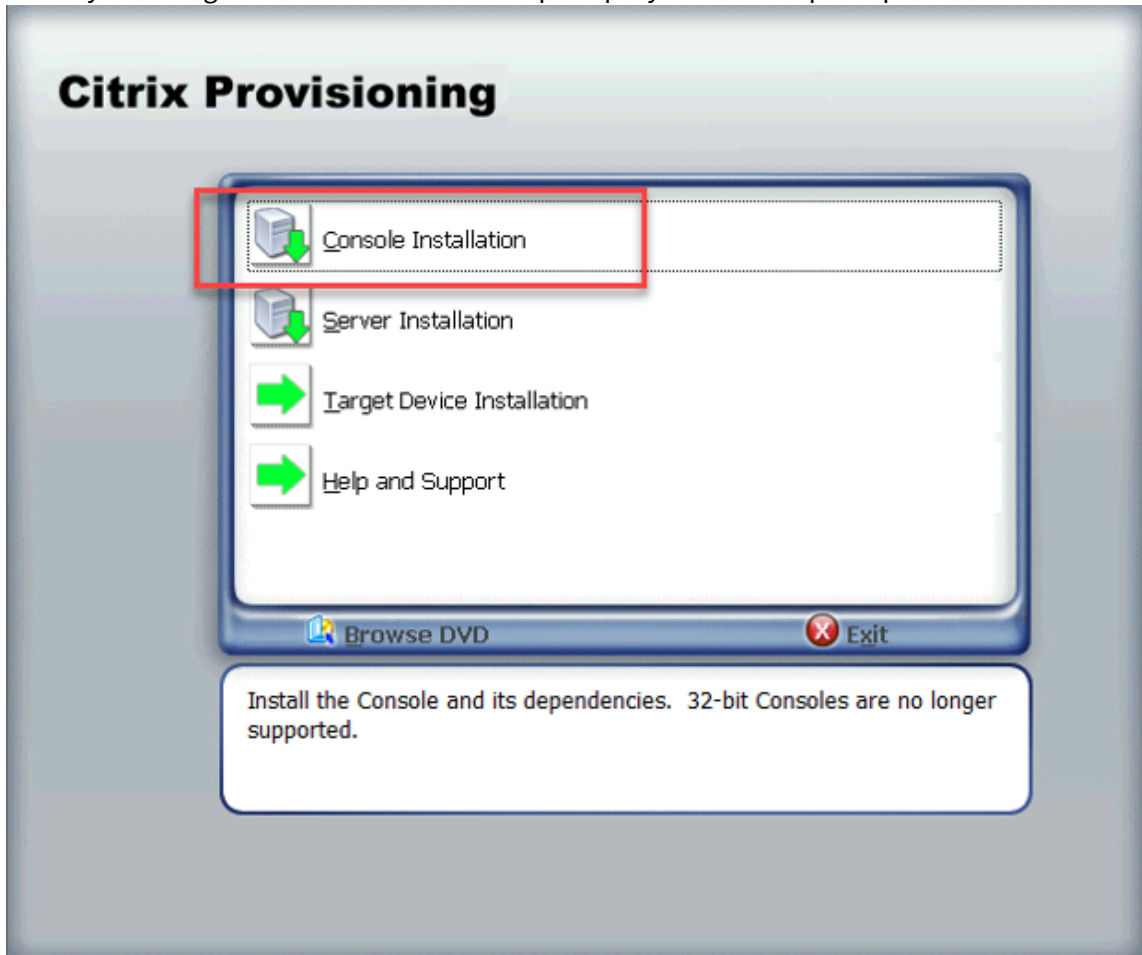 Citrix Provisioning
Console Installation
Server Installation
Target Device Installation
Help and Support
Browse DVD
Exit
Install the Console and its dependencies.  32-bit Consoles are no longer
supported.